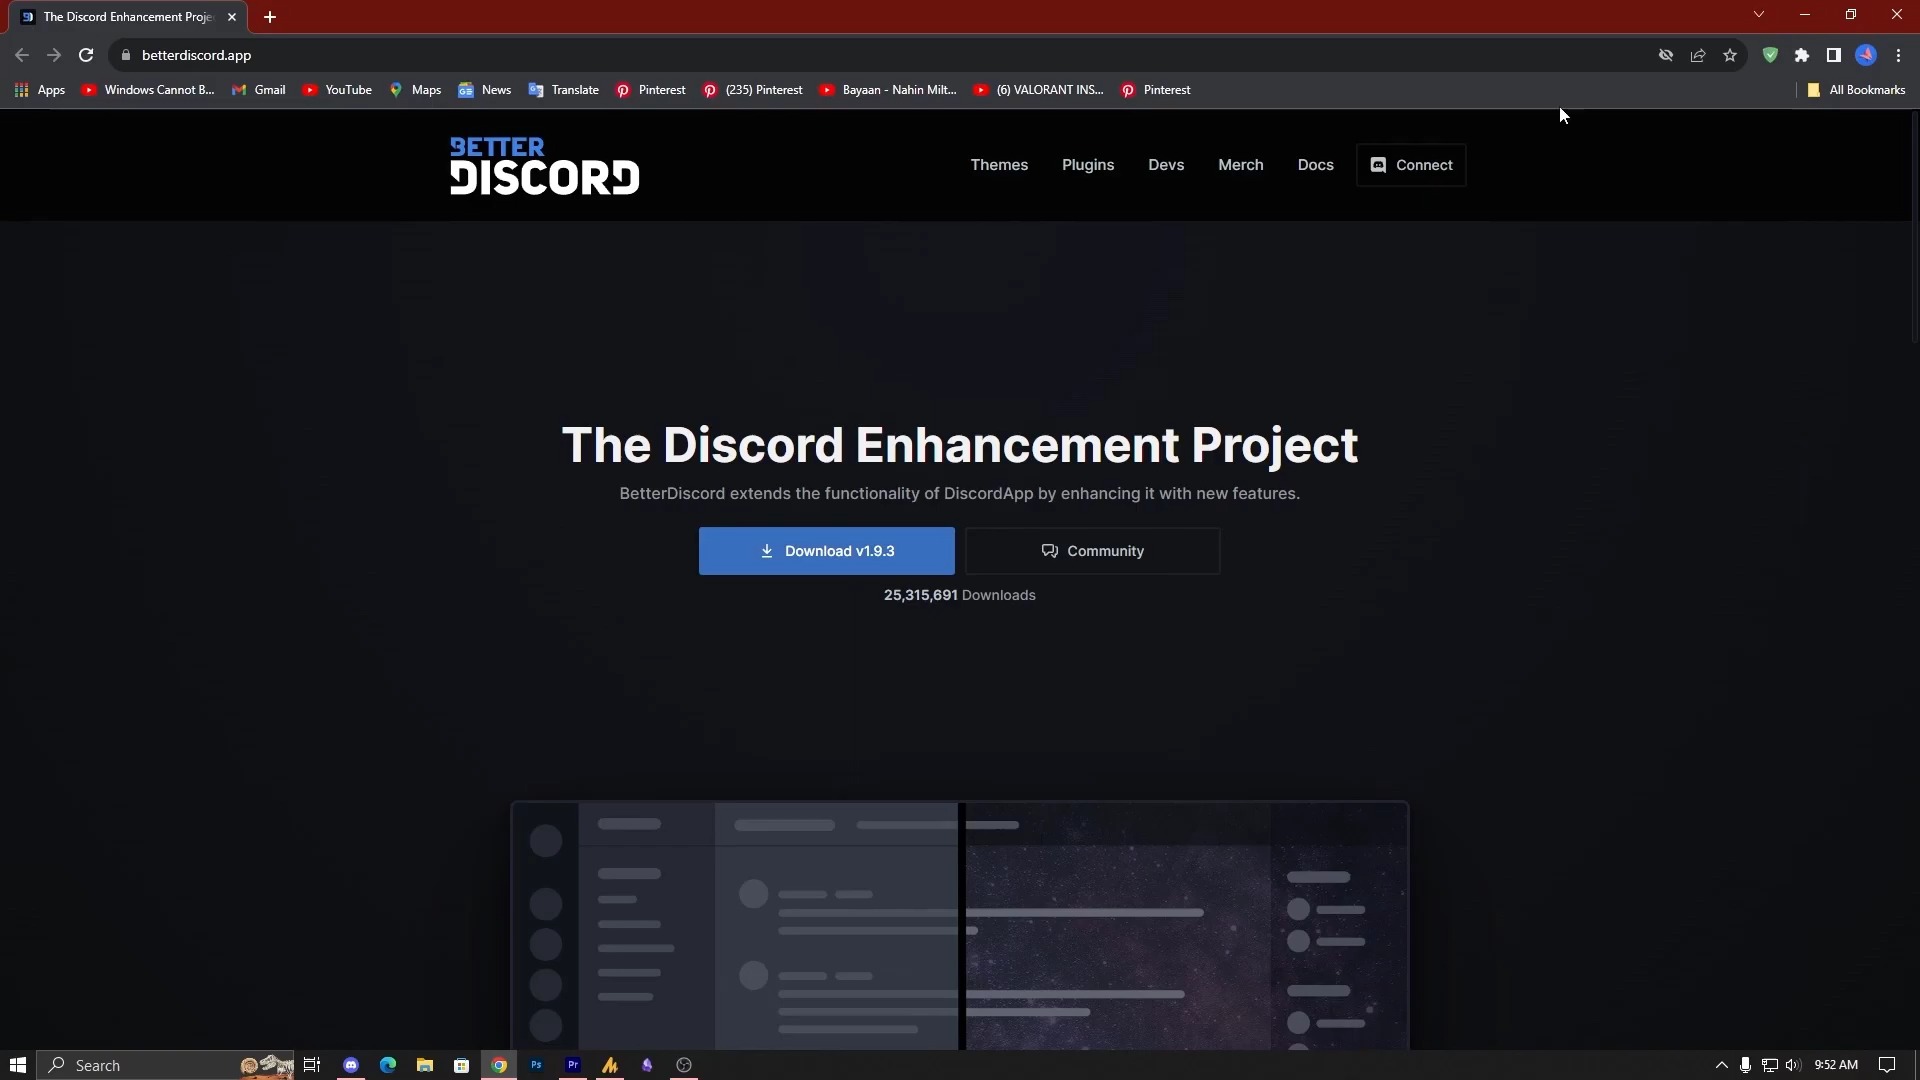 The Discord Enhancement Proje
betterdiscord.app
Apps
Windows Cannot B...
Gmail
YouTube
Maps
News
Translate
Pinterest
(235) Pinterest
Bayaan - Nahin Milt...
(6) VALORANT INS...
Pinterest
All Bookmarks
BETTER
DISCORD
Themes
Plugins
Devs
Merch
Docs
Connect
The Discord Enhancement Project
BetterDiscord extends the functionality of DiscordApp by enhancing it with new features.
Download v1.9.3
Community
25,315,691 Downloads
Search
Ps
Pr
9:52 AM